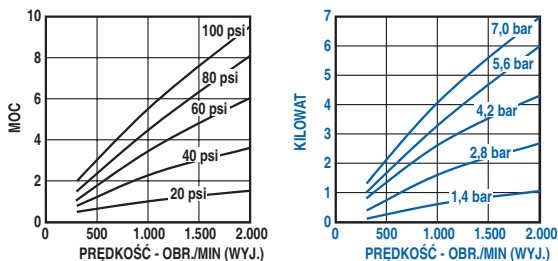 10
8
6
4
2
0
MOC
100 psi
80 psi
60 psi
40 psi
20 psi
0
500
1.000
1.500
2.000
PRĘDKOŚĆ - OBR./MIN (WYJ.)
7
6
5
4
3
2
1
0
KILOWAT
7,0 bar
5,6 bar
4,2 bar
2,8 bar
1,4 bar
0
500
1.000
1.500
2.000
PRĘDKOŚĆ - OBR./MIN (WYJ.)